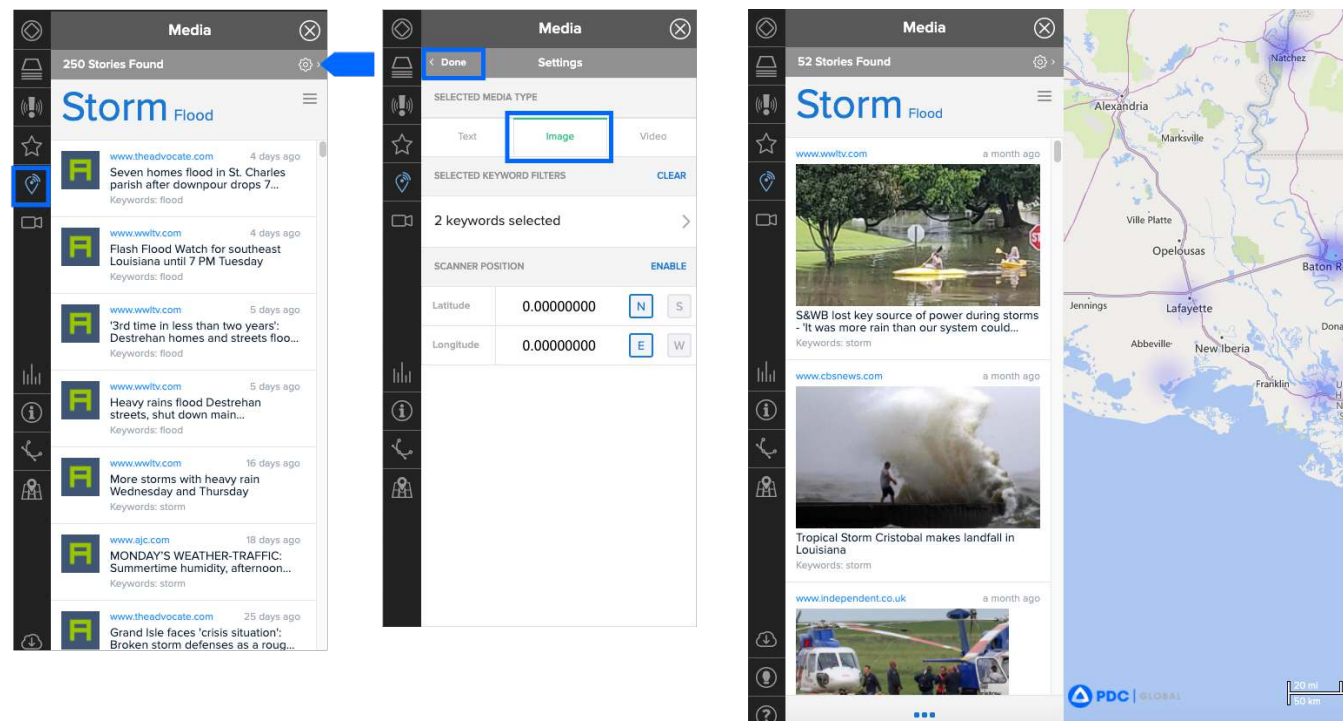 Media
250 Stories Found
Storm Flood
www.theadvocate.com 4 days ago
Seven homes flood in St. Charles
parish after downpour drops 7...
Keywords: flood
www.wwltv.com 4 days ago
Flash Flood Watch for southeast
Louisiana until 7 PM Tuesday
Keywords: flood
www.wwltv.com 5 days ago
'3rd time in less than two years':
Destrehan homes and streets floo...
Keywords: flood
www.wwltv.com 5 days ago
Heavy rains flood Destrehan
streets, shut down main...
Keywords: flood
www.wwltv.com 16 days ago
More storms with heavy rain
Wednesday and Thursday
Keywords: storm
www.ajc.com 18 days ago
MONDAY'S WEATHER-TRAFFIC:
Summertime humidity, afternoon...
Keywords: storm
www.theadvocate.com 25 days ago
Grand Isle faces 'crisis situation':
Broken storm defenses as a roug...
Media
Done Settings
SELECTED MEDIA TYPE
Text Image Video
SELECTED KEYWORD FILTERS CLEAR
2 keywords selected
SCANNER POSITION ENABLE
Latitude 0.00000000 N S
Longitude 0.00000000 E W
Media
52 Stories Found
Storm Flood
www.wwltv.com a month ago
S&WB lost key source of power during storms
- 'It was more rain than our system could...
Keywords: storm
www.cbsnews.com a month ago
Tropical Storm Cristobal makes landfall in
Louisiana
Keywords: storm
www.independent.co.uk a month ago
Natchez
Alexandria
Marksville
Ville Platte
Opelousas
Baton R
Jennings
Lafayette
Dona
Abbeville
New Iberia
Franklin
PDC GLOBAL
20 mi
50 km